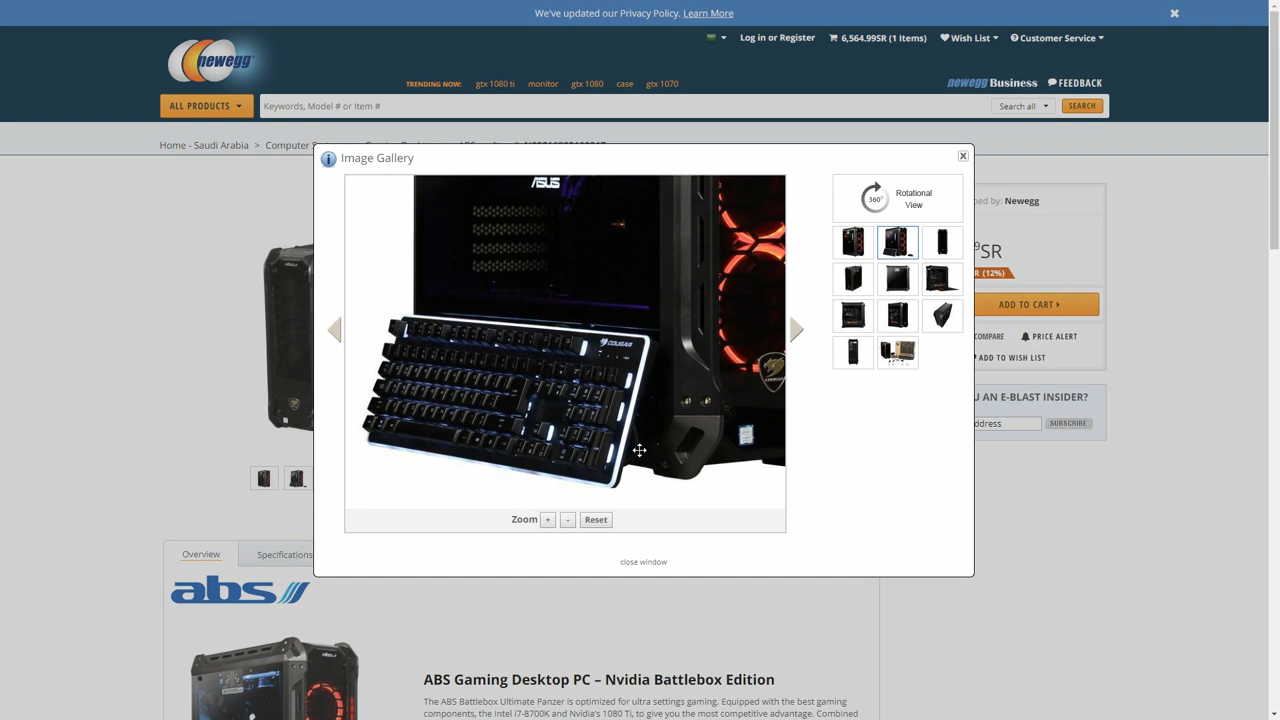 We've updated our Privacy Policy. Learn More
newegg
Log in or Register
6,564.99SR (1 Items)
Wish List
Customer Service
TRENDING NOW:
gtx 1080 ti
monitor
gtx 1080
case
gtx 1070
newegg Business
FEEDBACK
ALL PRODUCTS
Keywords, Model # or Item #
Search all
SEARCH
Home - Saudi Arabia > Computer
Image Gallery
ASUS
COUGAR
COUGAR
360°
Rotational
View
ped by: Newegg
9SR
R (12%)
ADD TO CART
COMPARE
PRICE ALERT
ADD TO WISH LIST
U AN E-BLAST INSIDER?
ddress
SUBSCRIBE
Zoom + - Reset
close window
Overview
Specifications
abs
abs
ABS Gaming Desktop PC – Nvidia Battlebox Edition
The ABS Battlebox Ultimate Panzer is optimized for ultra settings gaming. Equipped with the best gaming
components, the Intel i7-8700K and Nvidia's 1080 Ti, to give you the most competitive advantage. Combined